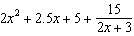 2x² + 2.5x + 5 + 15/(2x + 3)